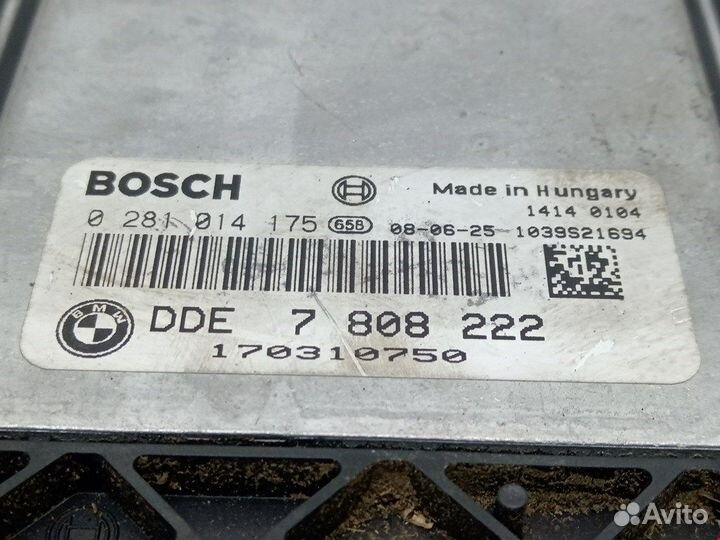 BOSCH
Made in Hungary
1414 0104
0 281 014 175 65B 08-06-25 1039S21694
BMW DDE 7 808 222
170310750
Avito